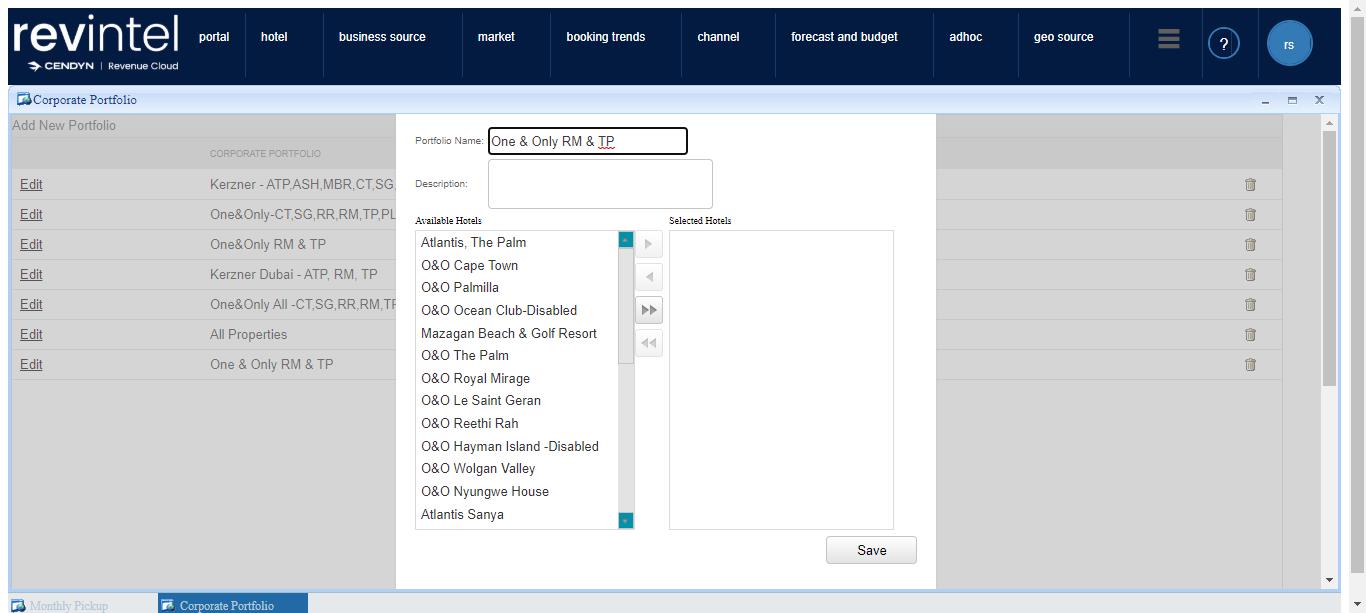 revintel
CENDYN | Revenue Cloud
portal hotel business source market booking trends channel forecast and budget adhoc geo source ? rs
Corporate Portfolio
Add New Portfolio
CORPORATE PORTFOLIO
Edit Kerzner - ATP,ASH,MBR,CT,SG,
Edit One&Only-CT,SG,RR,RM,TP,PL
Edit One&Only RM & TP
Edit Kerzner Dubai - ATP, RM, TP
Edit One&Only All -CT,SG,RR,RM,TP
Edit All Properties
Edit One & Only RM & TP
Portfolio Name: One & Only RM & TP
Description:
Available Hotels
Atlantis, The Palm
O&O Cape Town
O&O Palmilla
O&O Ocean Club-Disabled
Mazagan Beach & Golf Resort
O&O The Palm
O&O Royal Mirage
O&O Le Saint Geran
O&O Reethi Rah
O&O Hayman Island -Disabled
O&O Wolgan Valley
O&O Nyungwe House
Atlantis Sanya
Selected Hotels
Save
Monthly Pickup
Corporate Portfolio